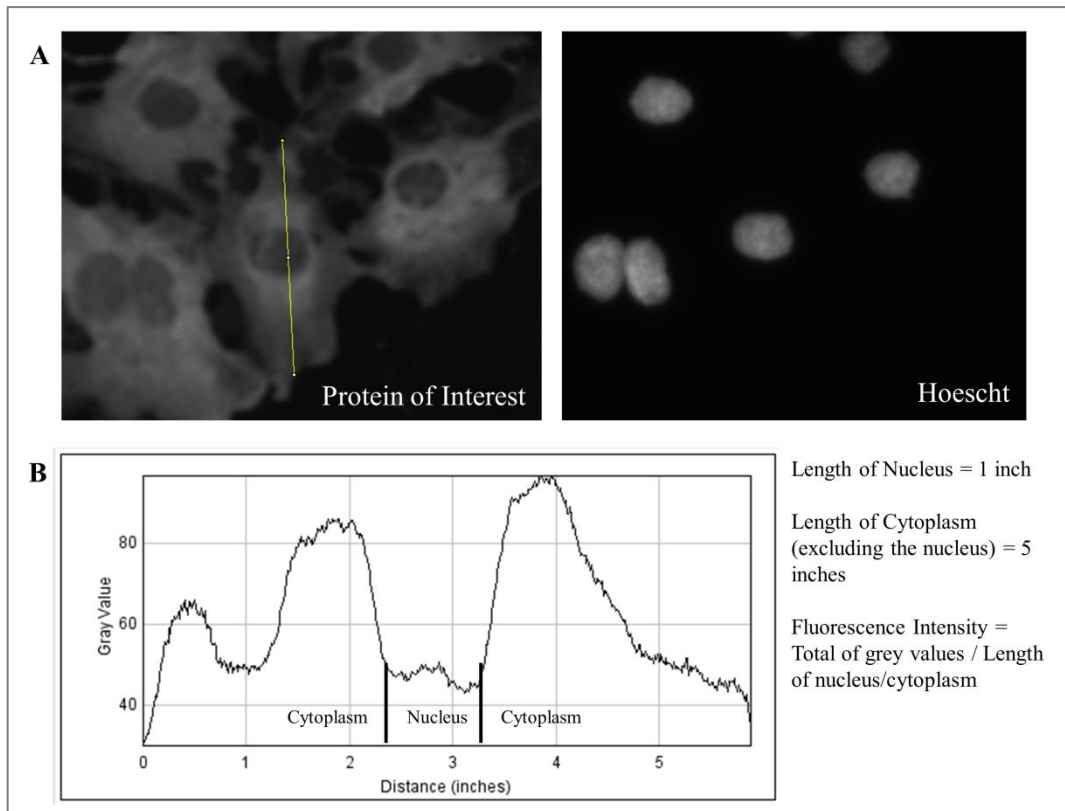 A
Protein of Interest
Hoescht
B
80
60
40
Gray Value
Cytoplasm
Nucleus
Cytoplasm
0
1
2
3
4
5
Distance (inches)
Length of Nucleus = 1 inch
Length of Cytoplasm
(excluding the nucleus) = 5
inches
Fluorescence Intensity =
Total of grey values / Length
of nucleus/cytoplasm